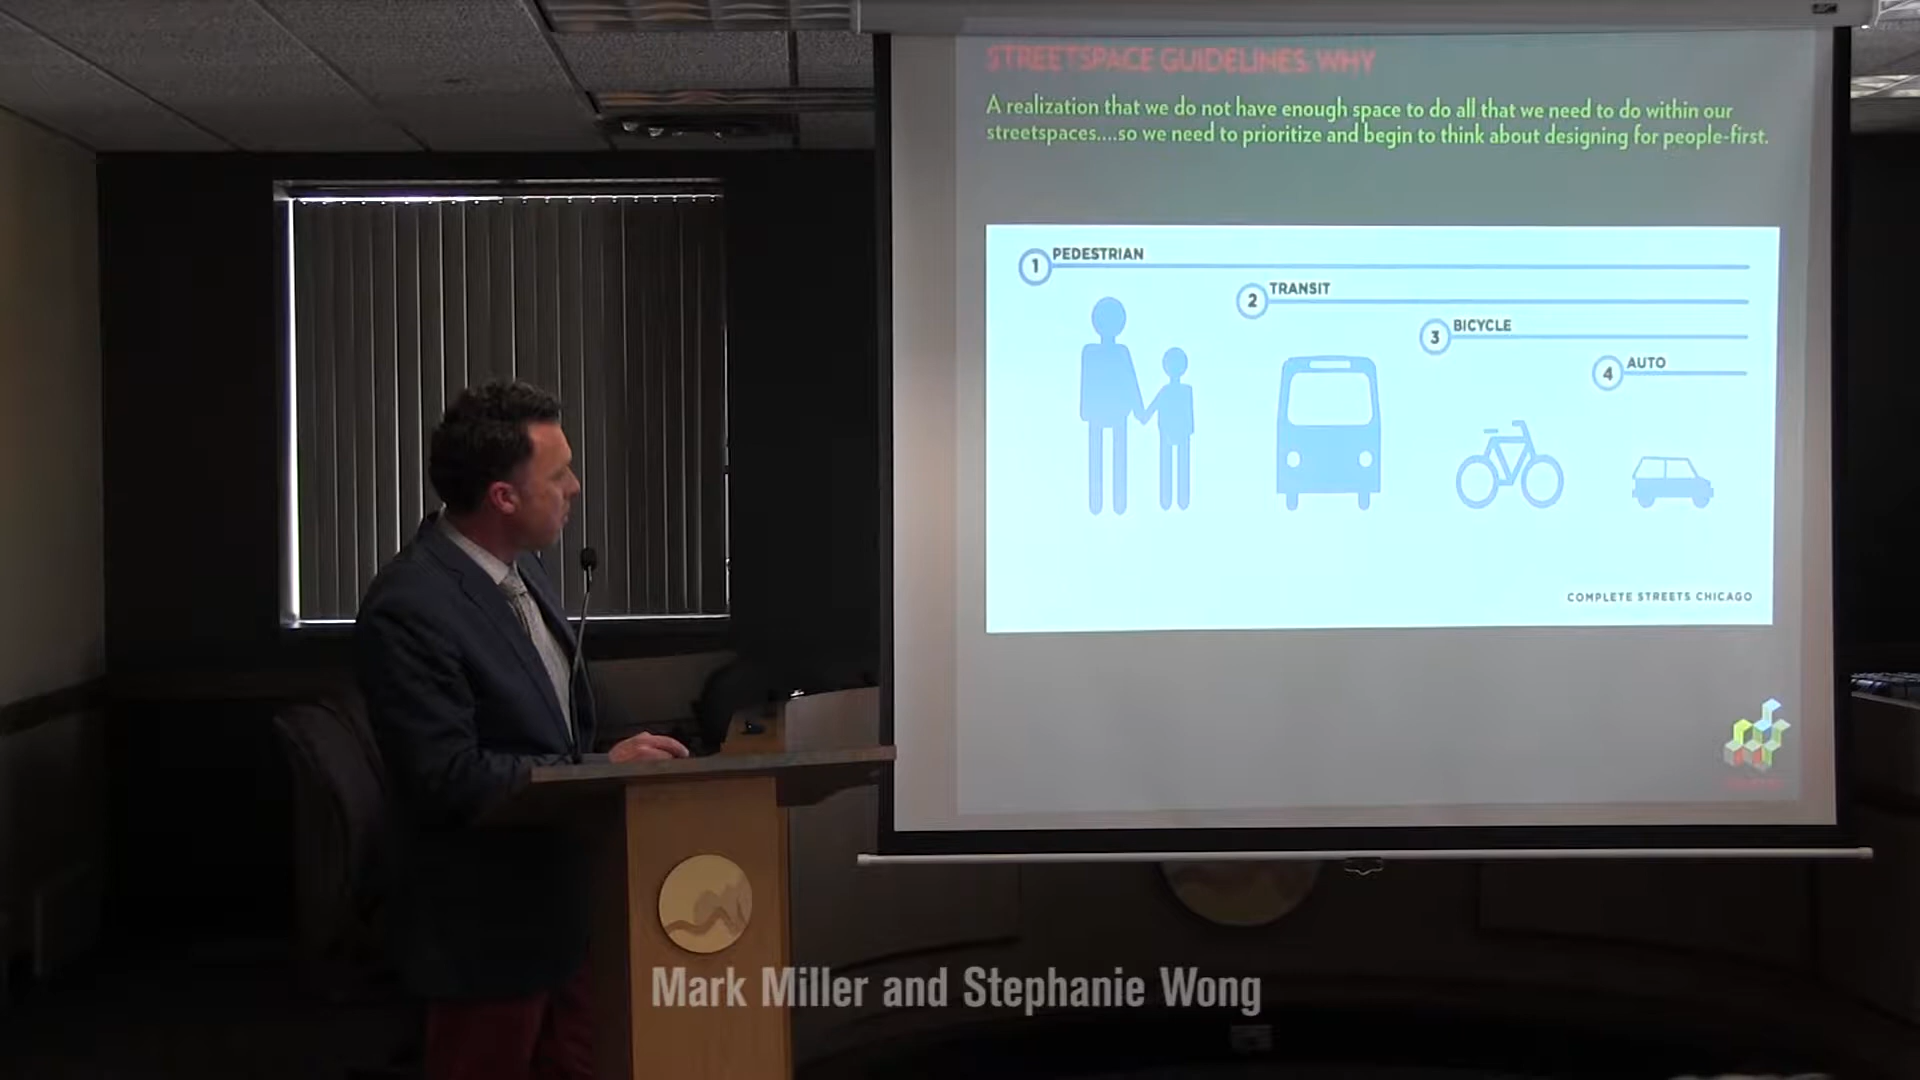 STREETSPACE GUIDELINES: WHY
A realization that we do not have enough space to do all that we need to do within our
streetspaces....so we need to prioritize and begin to think about designing for people-first.
1 PEDESTRIAN
2 TRANSIT
3 BICYCLE
4 AUTO
COMPLETE STREETS CHICAGO
Mark Miller and Stephanie Wong